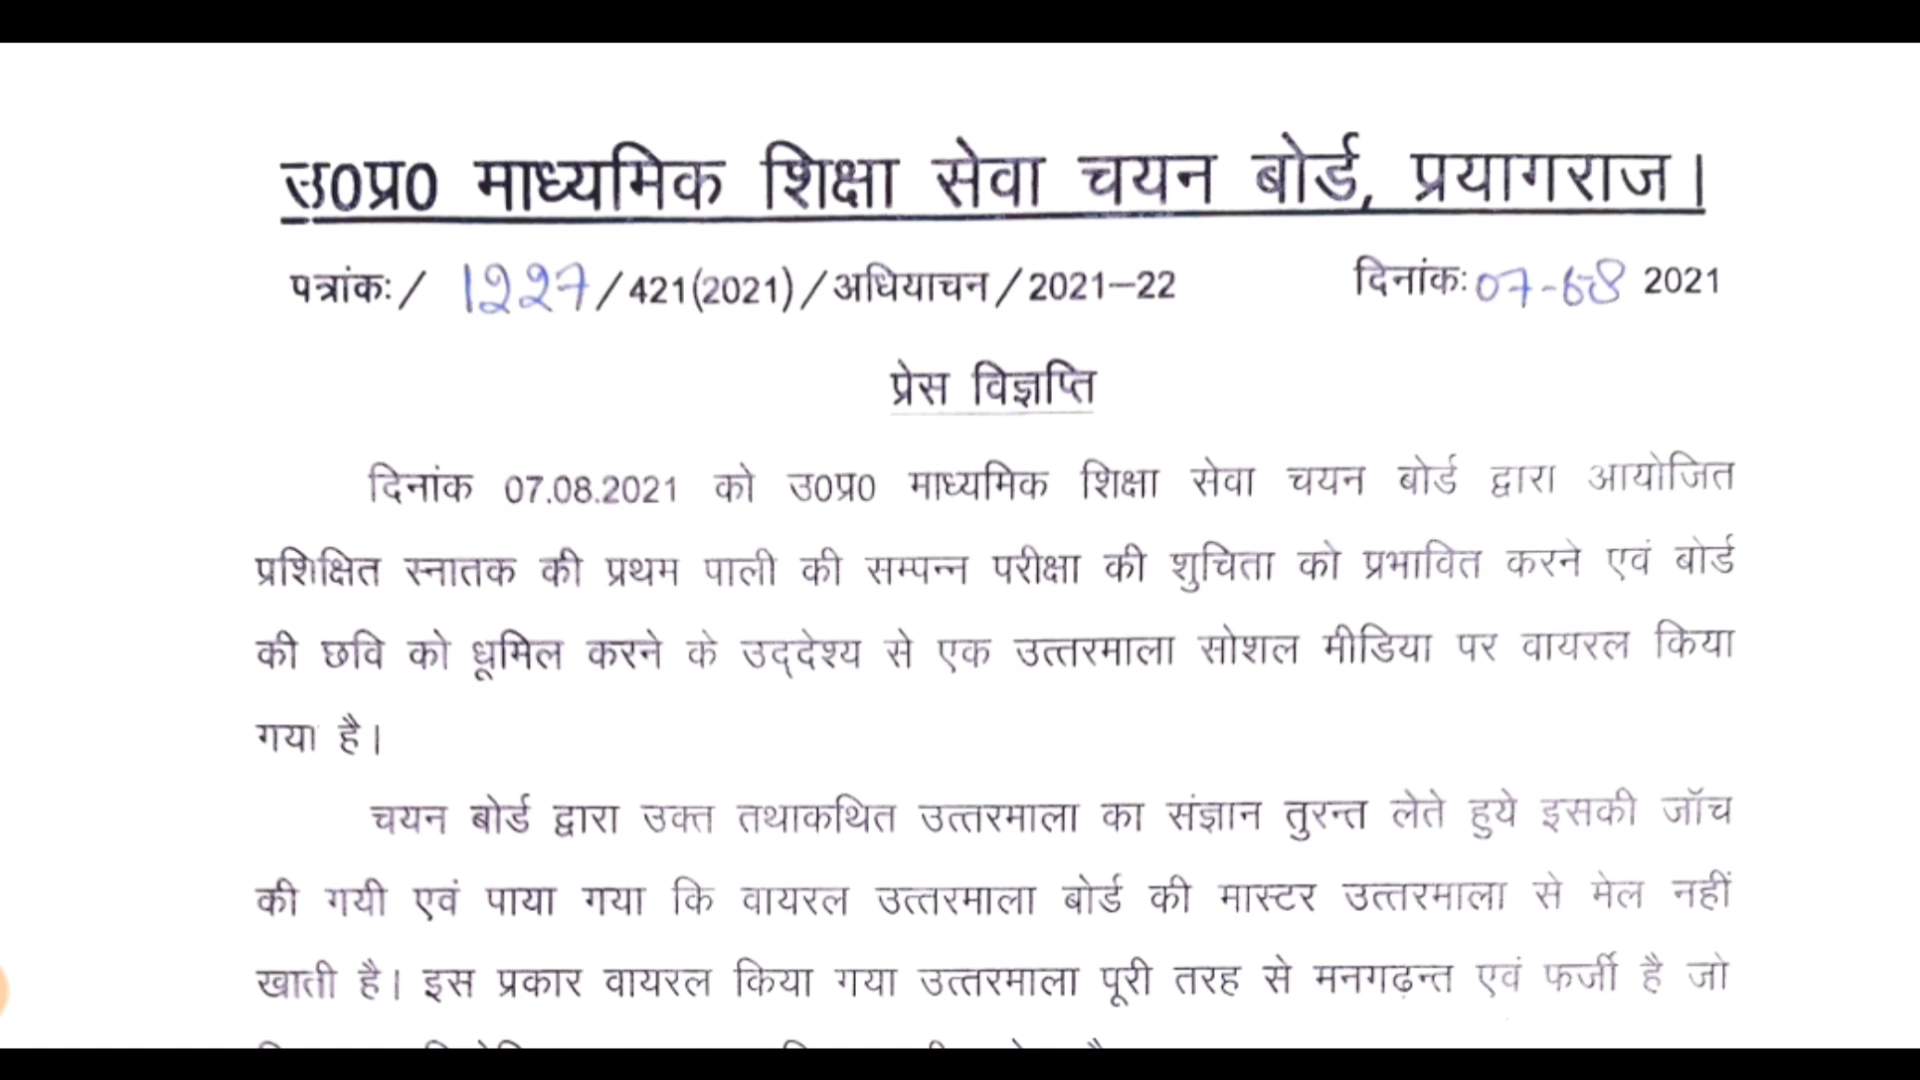 उ0प्र0 माध्यमिक शिक्षा सेवा चयन बोर्ड, प्रयागराज।
पत्रांकः/ 1227/421(2021)/अधियाचन/2021–22 दिनांकः07-08 2021
प्रेस विज्ञप्ति
दिनांक 07.08.2021 को उ0प्र0 माध्यमिक शिक्षा सेवा चयन बोर्ड द्वारा आयोजित
प्रशिक्षित स्नातक की प्रथम पाली की सम्पन्न परीक्षा की शुचिता को प्रभावित करने एवं बोर्ड
की छवि को धूमिल करने के उद्देश्य से एक उत्तरमाला सोशल मीडिया पर वायरल किया
गया है।
चयन बोर्ड द्वारा उक्त तथाकथित उत्तरमाला का संज्ञान तुरन्त लेते हुये इसकी जॉच
की गयी एवं पाया गया कि वायरल उत्तरमाला बोर्ड की मास्टर उत्तरमाला से मेल नहीं
खाती है। इस प्रकार वायरल किया गया उत्तरमाला पूरी तरह से मनगढ़न्त एवं फर्जी है जो